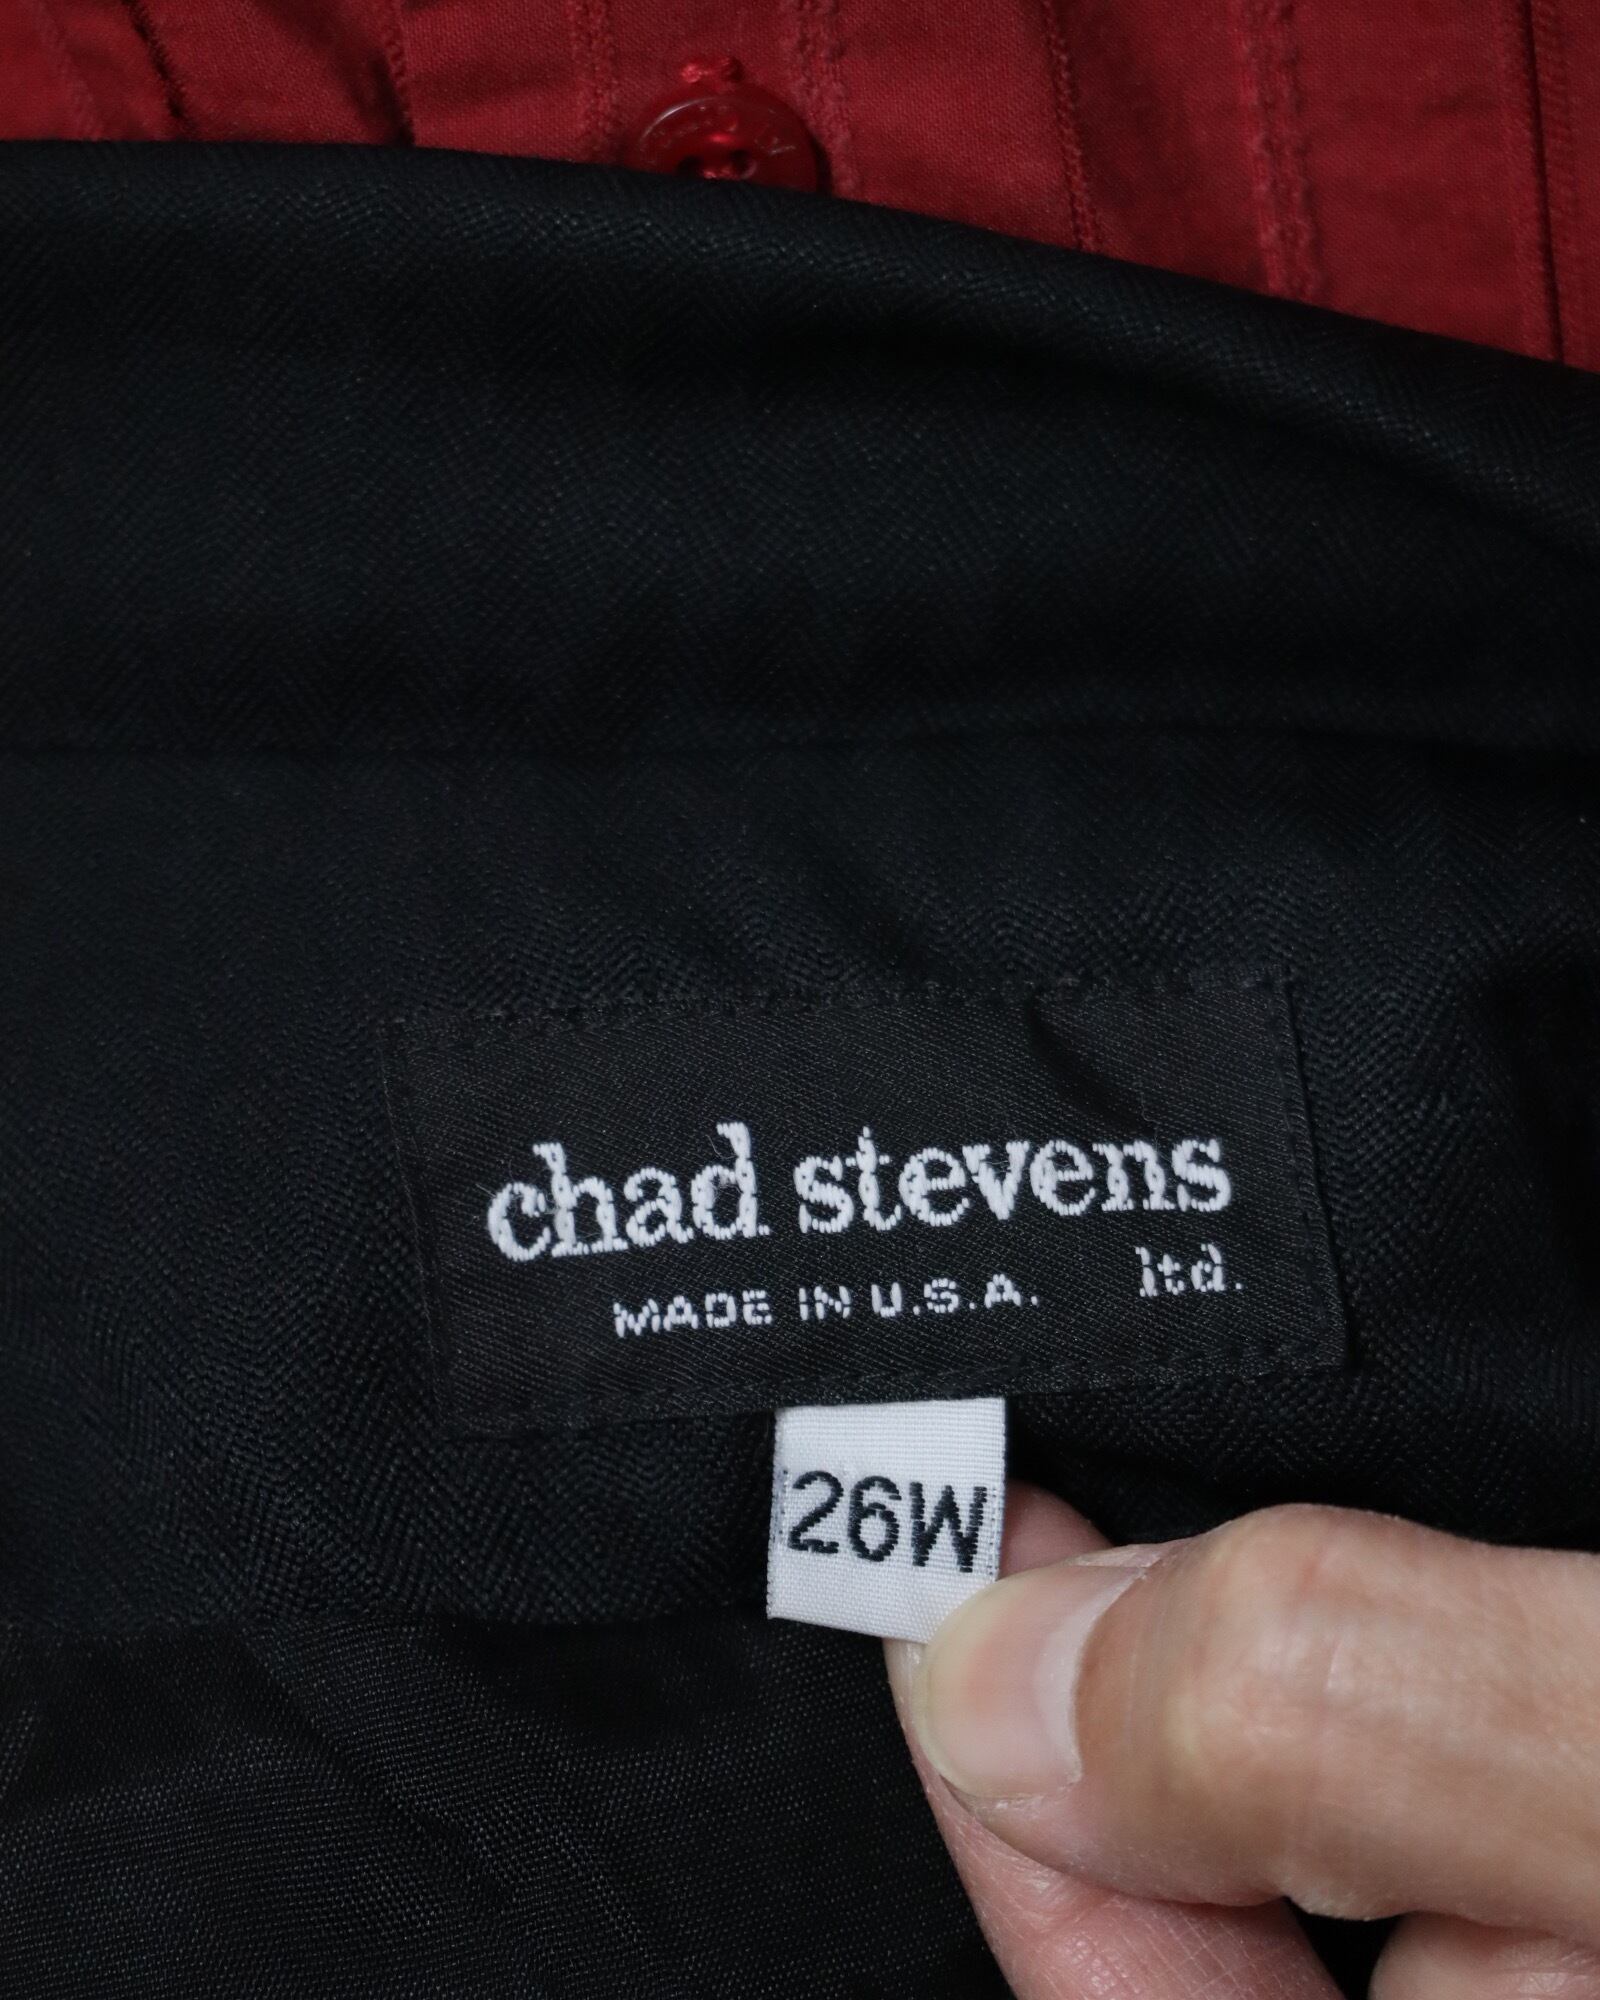 chad stevens
ltd.
MADE IN U.S.A.
26W